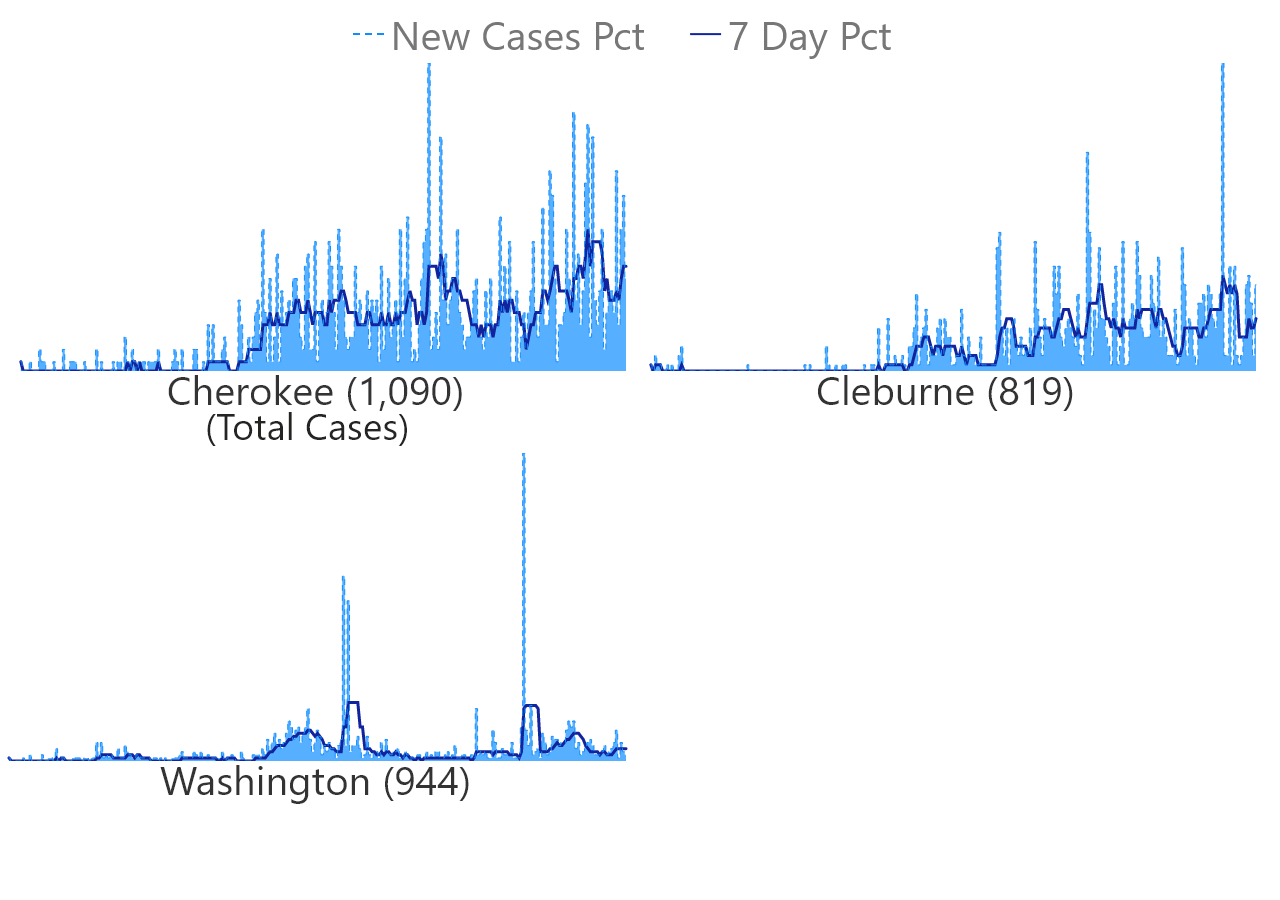 New Cases Pct 7 Day Pct
Cherokee (1,090)
(Total Cases)
Cleburne (819)
Washington (944)